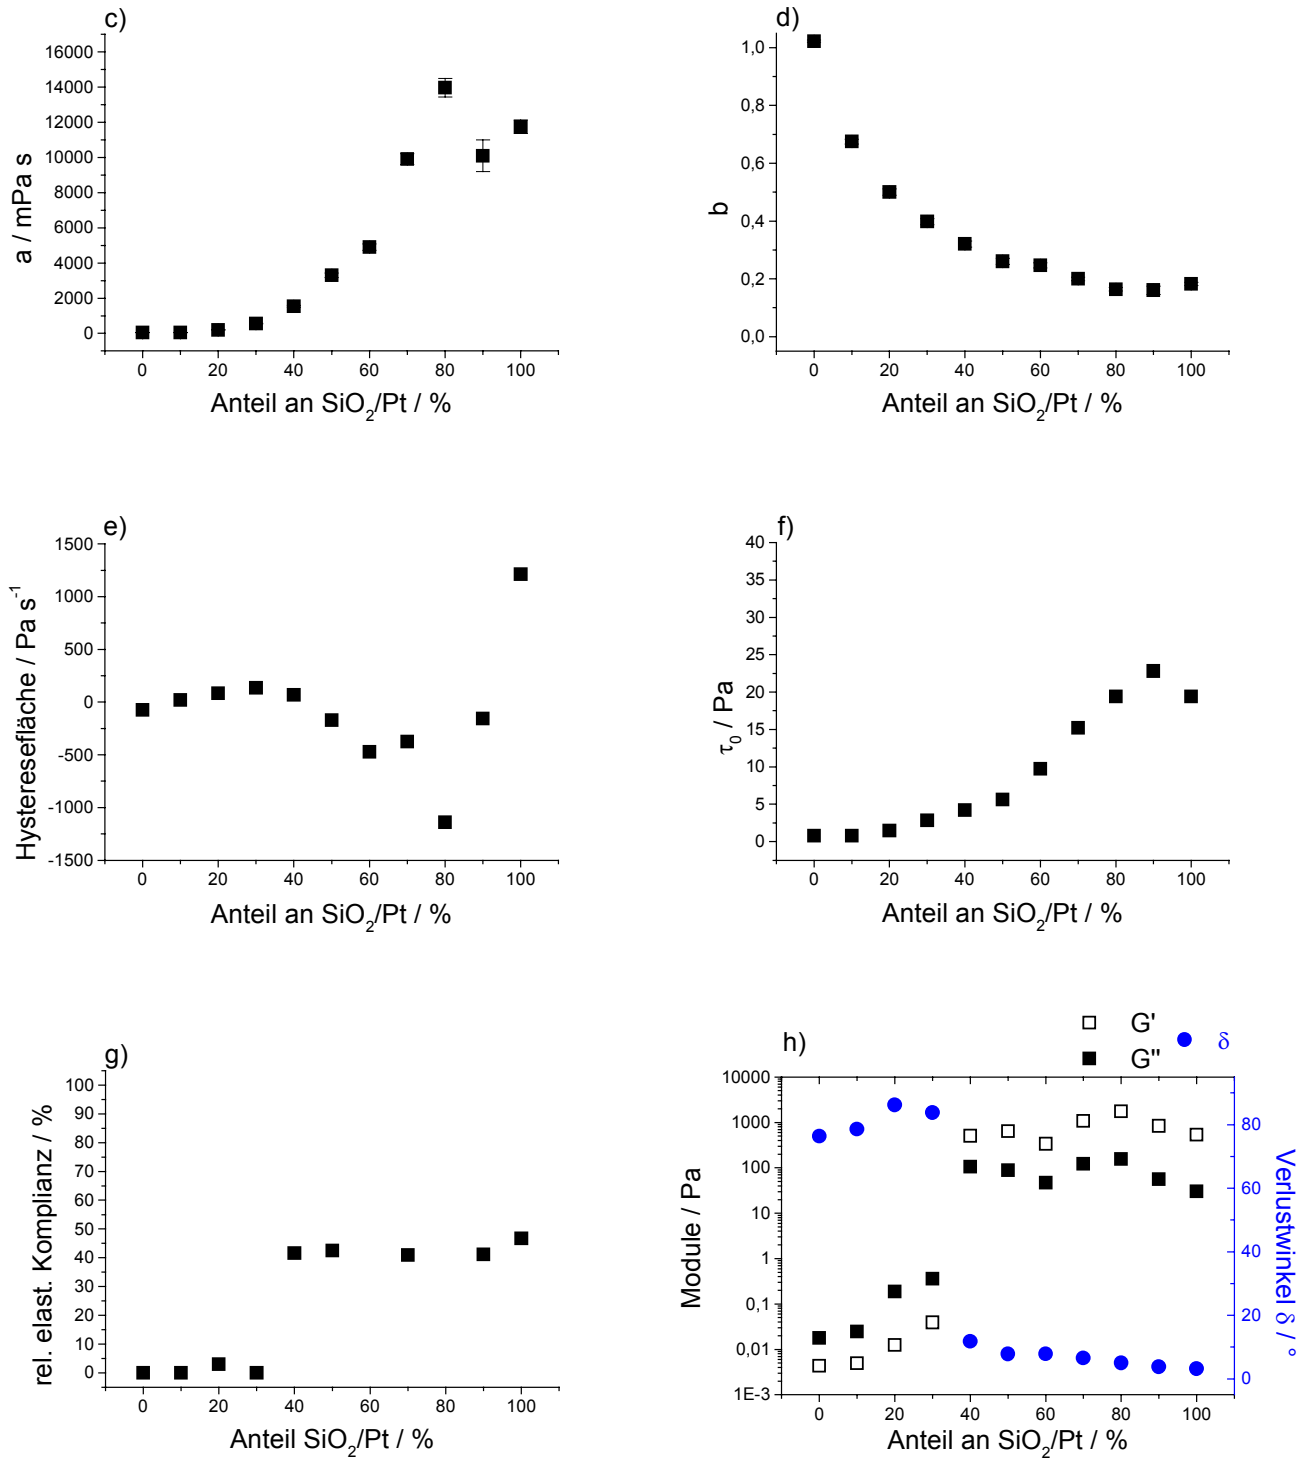 c)
16000
14000
12000
10000
8000
6000
4000
2000
0
a / mPa s
0 20 40 60 80 100
Anteil an SiO₂/Pt / %
d)
1,0
0,8
0,6
0,4
0,2
0,0
b
0 20 40 60 80 100
Anteil an SiO₂/Pt / %
e)
1500
1000
500
0
-500
-1000
-1500
Hysteresefläche / Pa s⁻¹
0 20 40 60 80 100
Anteil an SiO₂/Pt / %
f)
40
35
30
25
20
15
10
5
0
τ₀ / Pa
0 20 40 60 80 100
Anteil an SiO₂/Pt / %
g)
100
90
80
70
60
50
40
30
20
10
0
rel. elast. Komplianz / %
0 20 40 60 80 100
Anteil SiO₂/Pt / %
h)
G'
G''
δ
10000
1000
100
10
1
0,1
0,01
1E-3
Module / Pa
80
60
40
20
0
Verlustwinkel δ / °
0 20 40 60 80 100
Anteil an SiO₂/Pt / %